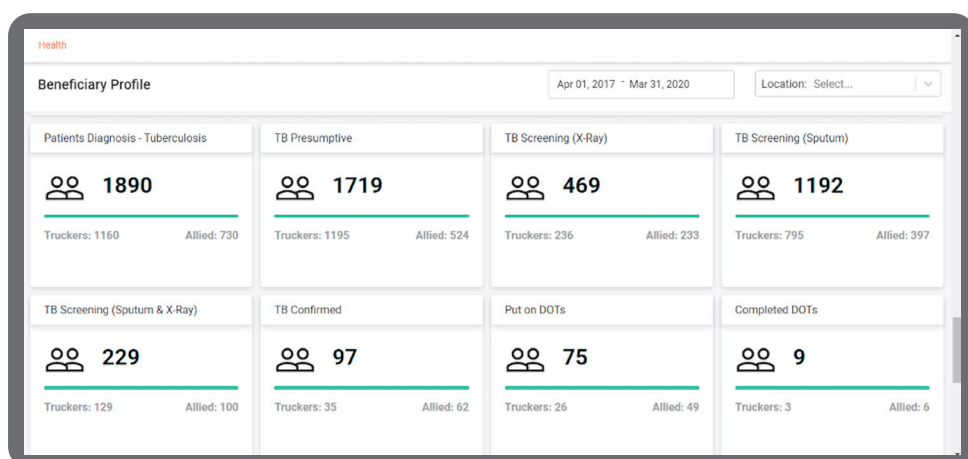 Health
Beneficiary Profile
Apr 01, 2017 - Mar 31, 2020
Location: Select...
Patients Diagnosis - Tuberculosis
1890
Truckers: 1160 Allied: 730
TB Presumptive
1719
Truckers: 1195 Allied: 524
TB Screening (X-Ray)
469
Truckers: 236 Allied: 233
TB Screening (Sputum)
1192
Truckers: 795 Allied: 397
TB Screening (Sputum & X-Ray)
229
Truckers: 129 Allied: 100
TB Confirmed
97
Truckers: 35 Allied: 62
Put on DOTs
75
Truckers: 26 Allied: 49
Completed DOTs
9
Truckers: 3 Allied: 6